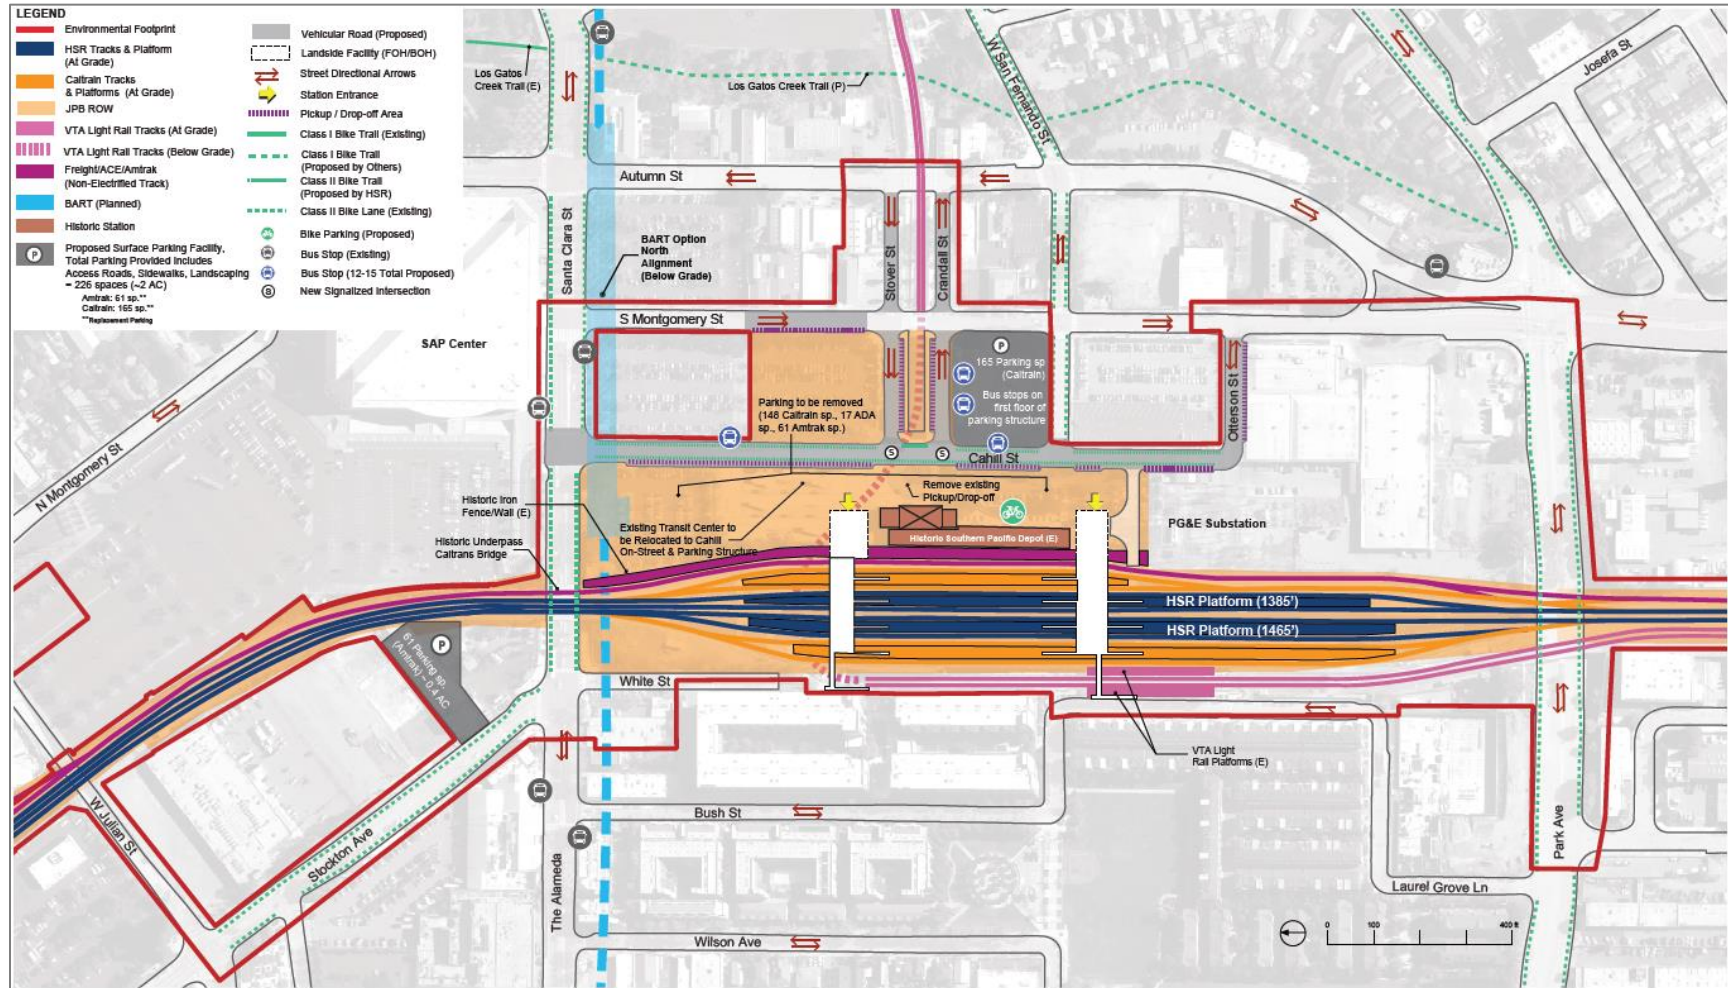 LEGEND
Environmental Footprint
HSR Tracks & Platform
(At Grade)
Caltrain Tracks
& Platforms (At Grade)
JPB ROW
VTA Light Rail Tracks (At Grade)
VTA Light Rail Tracks (Below Grade)
Freight/ACE/Amtrak
(Non-Electrified Track)
BART (Planned)
Historic Station
P
Proposed Surface Parking Facility,
Total Parking Provided Includes
Access Roads, Sidewalks, Landscaping
= 226 spaces (~2 AC)
Amtrak: 61 sp.**
Caltrain: 165 sp.**
**Replacement Parking
Vehicular Road (Proposed)
Landside Facility (FOH/BOH)
Street Directional Arrows
Station Entrance
Pickup / Drop-off Area
Class I Bike Trail (Existing)
Class I Bike Trail
(Proposed by Others)
Class II Bike Trail
(Proposed by HSR)
Class II Bike Lane (Existing)
Bike Parking (Proposed)
Bus Stop (Existing)
Bus Stop (12-15 Total Proposed)
S
New Signalized Intersection
Los Gatos
Creek Trail (E)
Los Gatos Creek Trail (P)
W San Fernando St
Josefa St
Autumn St
Santa Clara St
BART Option
North
Alignment
(Below Grade)
Stover St
Crandall St
S Montgomery St
SAP Center
N Montgomery St
Parking to be removed
(146 Caltrain sp., 17 ADA
sp., 61 Amtrak sp.)
P
165 Parking sp
(Caltrain)
Bus stops on
first floor of
parking structure
Otterson St
S
S
Cahill St
Historic Iron
Fence/Wall (E)
Existing Transit Center to
be Relocated to Cahill
On-Street & Parking Structure
Remove existing
Pickup/Drop-off
Historic Southern Pacific Depot (E)
PG&E Substation
Historic Underpass
Caltrans Bridge
HSR Platform (1385')
HSR Platform (1465')
P
61 Parking sp.
(Amtrak) ~ 0.4 AC
White St
VTA Light
Rail Platforms (E)
W Julian St
Stockton Ave
The Alameda
Bush St
Park Ave
Laurel Grove Ln
Wilson Ave
0 100 400 ft